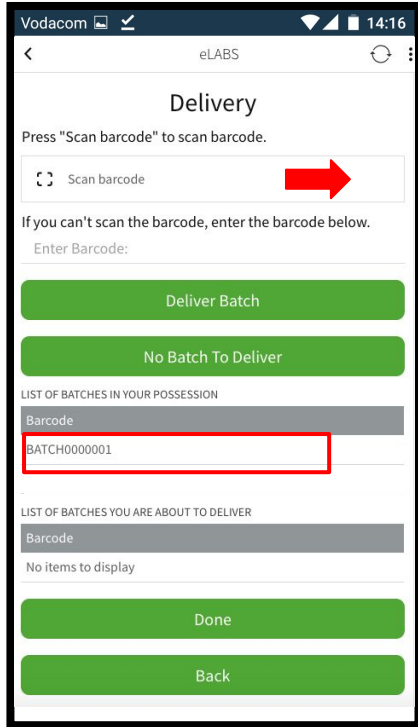 Vodacom 14:16
eLABS
Delivery
Press "Scan barcode" to scan barcode.
Scan barcode
If you can't scan the barcode, enter the barcode below.
Enter Barcode:
Deliver Batch
No Batch To Deliver
LIST OF BATCHES IN YOUR POSSESSION
Barcode
BATCH0000001
LIST OF BATCHES YOU ARE ABOUT TO DELIVER
Barcode
No items to display
Done
Back